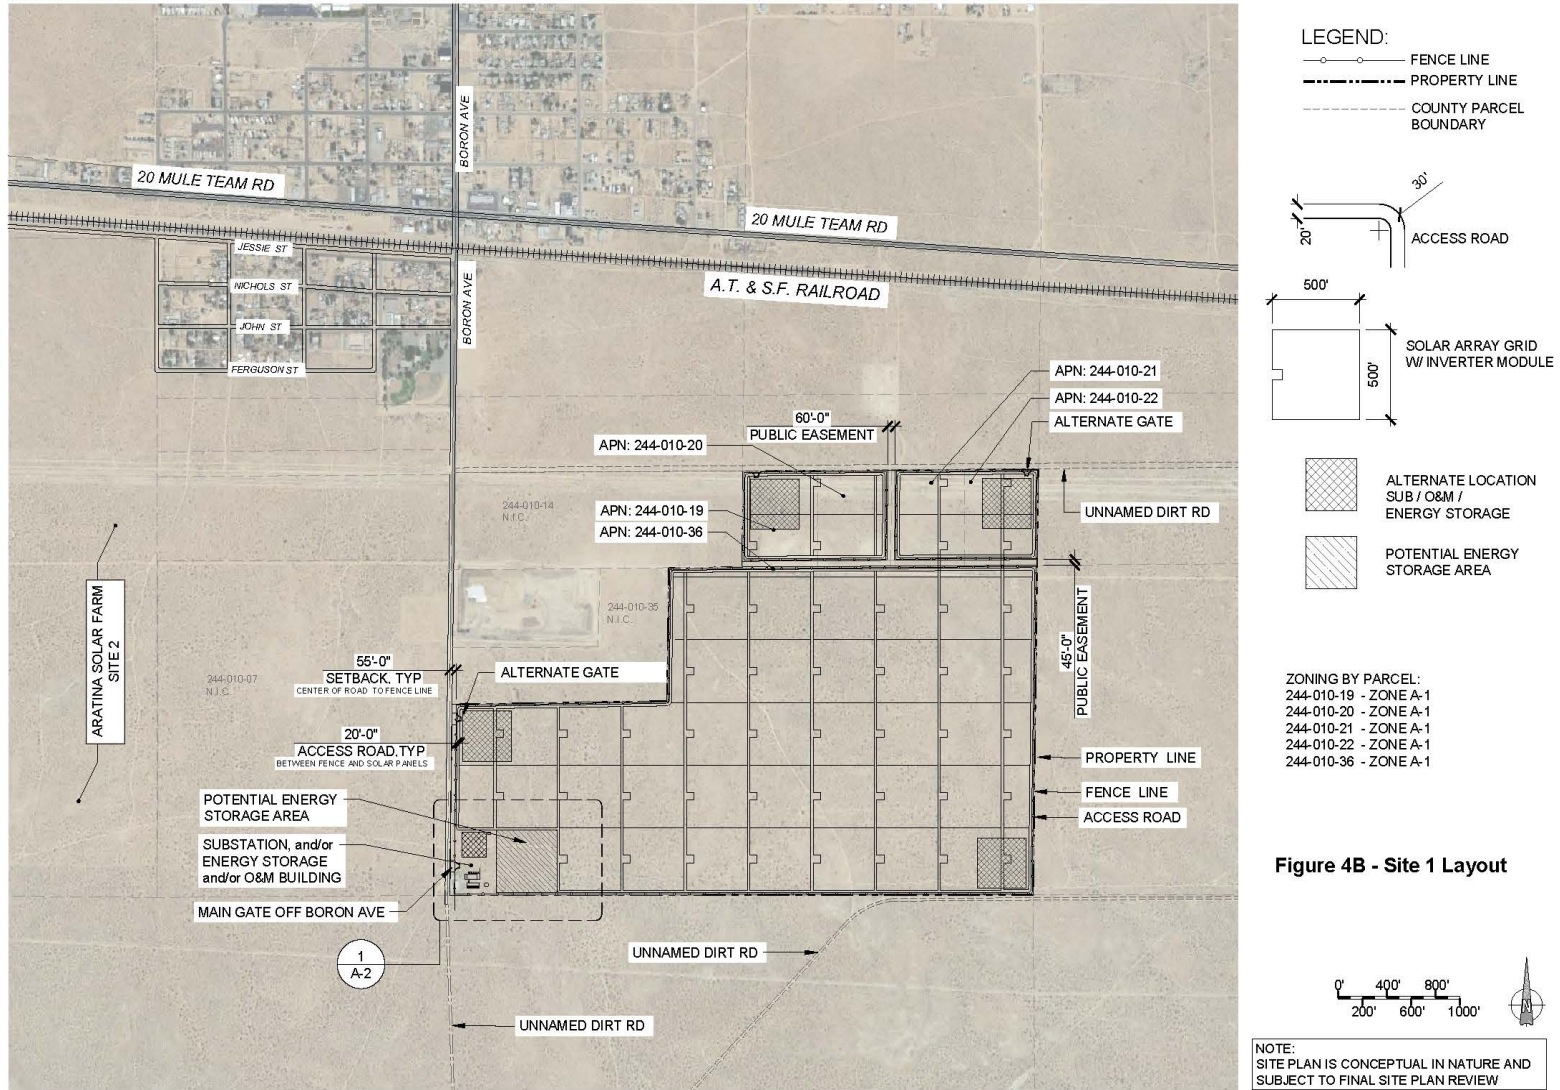 BORON AVE
20 MULE TEAM RD
20 MULE TEAM RD
JESSIE ST
NICHOLS ST
JOHN ST
FERGUSON ST
BORON AVE
A.T. & S.F. RAILROAD
APN: 244-010-21
APN: 244-010-22
ALTERNATE GATE
60'-0"
PUBLIC EASEMENT
APN: 244-010-20
244-010-14
N.I.C.
APN: 244-010-19
APN: 244-010-36
UNNAMED DIRT RD
ARATINA SOLAR FARM
SITE 2
244-010-35
N.I.C.
45'-0"
PUBLIC EASEMENT
244-010-07
N.I.C.
55'-0"
SETBACK, TYP
CENTER OF ROAD TO FENCE LINE
ALTERNATE GATE
20'-0"
ACCESS ROAD,TYP
BETWEEN FENCE AND SOLAR PANELS
PROPERTY LINE
FENCE LINE
ACCESS ROAD
POTENTIAL ENERGY
STORAGE AREA
SUBSTATION, and/or
ENERGY STORAGE
and/or O&M BUILDING
MAIN GATE OFF BORON AVE
1
A-2
UNNAMED DIRT RD
UNNAMED DIRT RD
LEGEND:
FENCE LINE
PROPERTY LINE
COUNTY PARCEL
BOUNDARY
30'
20'
ACCESS ROAD
500'
500'
SOLAR ARRAY GRID
W/ INVERTER MODULE
ALTERNATE LOCATION
SUB / O&M /
ENERGY STORAGE
POTENTIAL ENERGY
STORAGE AREA
ZONING BY PARCEL:
244-010-19 - ZONE A-1
244-010-20 - ZONE A-1
244-010-21 - ZONE A-1
244-010-22 - ZONE A-1
244-010-36 - ZONE A-1
Figure 4B - Site 1 Layout
0' 400' 800'
200' 600' 1000'
N
NOTE:
SITE PLAN IS CONCEPTUAL IN NATURE AND
SUBJECT TO FINAL SITE PLAN REVIEW